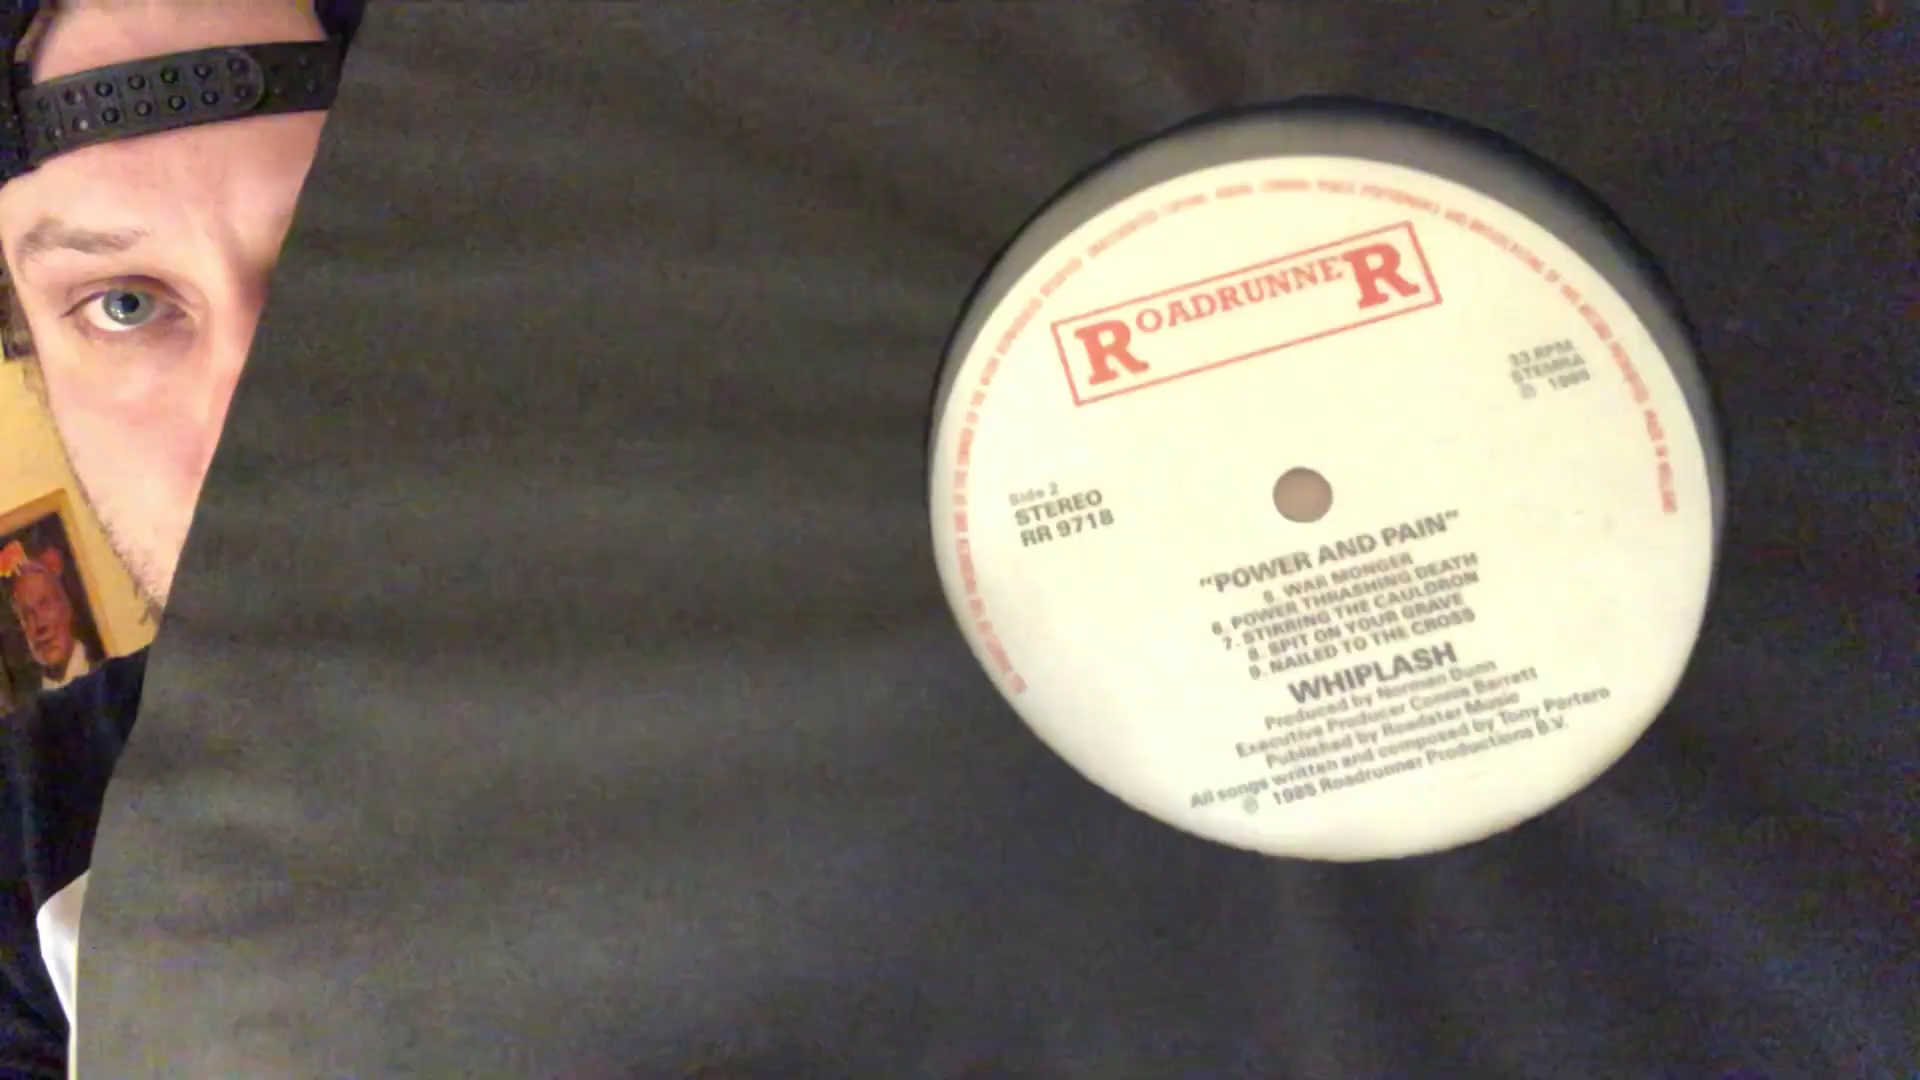 ROADRUNNER
33 RPM
STEMRA
Side 2
STEREO
RR 9718
"POWER AND PAIN"
6. WAR MONGER
6. POWER THRASHING DEATH
7. STIRRING THE CAULDRON
8. SPIT ON YOUR GRAVE
9. NAILED TO THE CROSS
WHIPLASH
Produced by Norman Dunn
Executive Producer Connie Barrett
Published by Roadster Music
All songs written and composed by Tony Portaro
℗ 1985 Roadrunner Productions B.V.